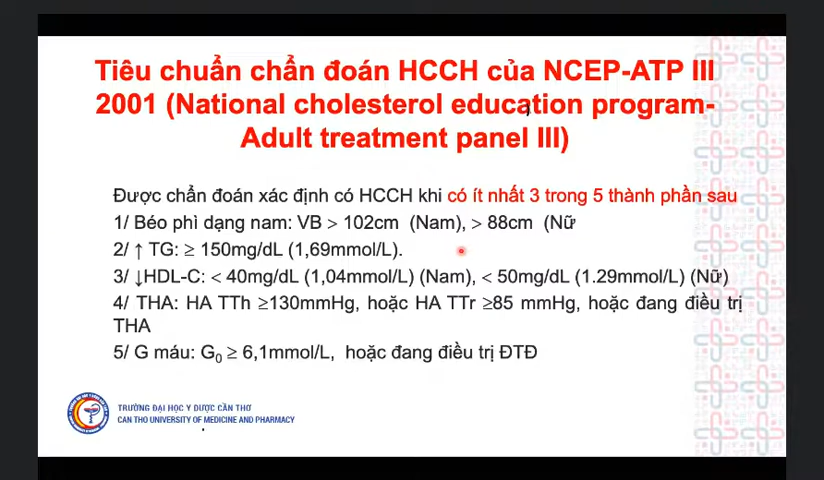 Tiêu chuẩn chẩn đoán HCCH của NCEP-ATP III
2001 (National cholesterol education program-
Adult treatment panel III)
Được chẩn đoán xác định có HCCH khi có ít nhất 3 trong 5 thành phần sau
1/ Béo phì dạng nam: VB > 102cm (Nam), > 88cm (Nữ
2/ ↑ TG: ≥ 150mg/dL (1,69mmol/L).
3/ ↓HDL-C: < 40mg/dL (1,04mmol/L) (Nam), < 50mg/dL (1.29mmol/L) (Nữ)
4/ THA: HA TTh ≥130mmHg, hoặc HA TTr ≥85 mmHg, hoặc đang điều trị
THA
5/ G máu: G₀ ≥ 6,1mmol/L, hoặc đang điều trị ĐTĐ
TRƯỜNG ĐẠI HỌC Y DƯỢC CẦN THƠ
CAN THO UNIVERSITY OF MEDICINE AND PHARMACY